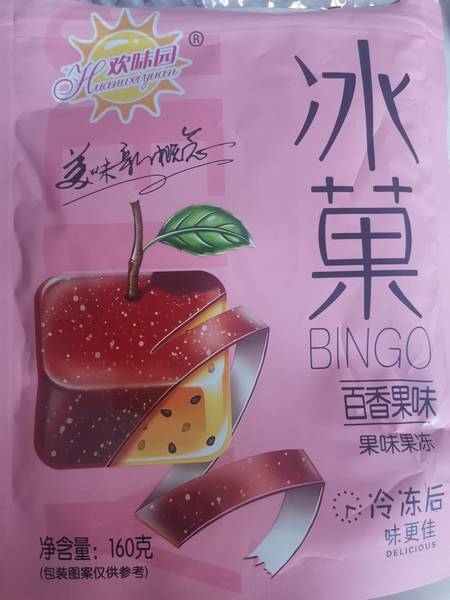 欢味园®
Huanweiyuan
美味新概念
冰菓
BINGO
百香果味
果味果冻
冷冻后
味更佳
DELICIOUS
净含量：160克
(包装图案仅供参考)